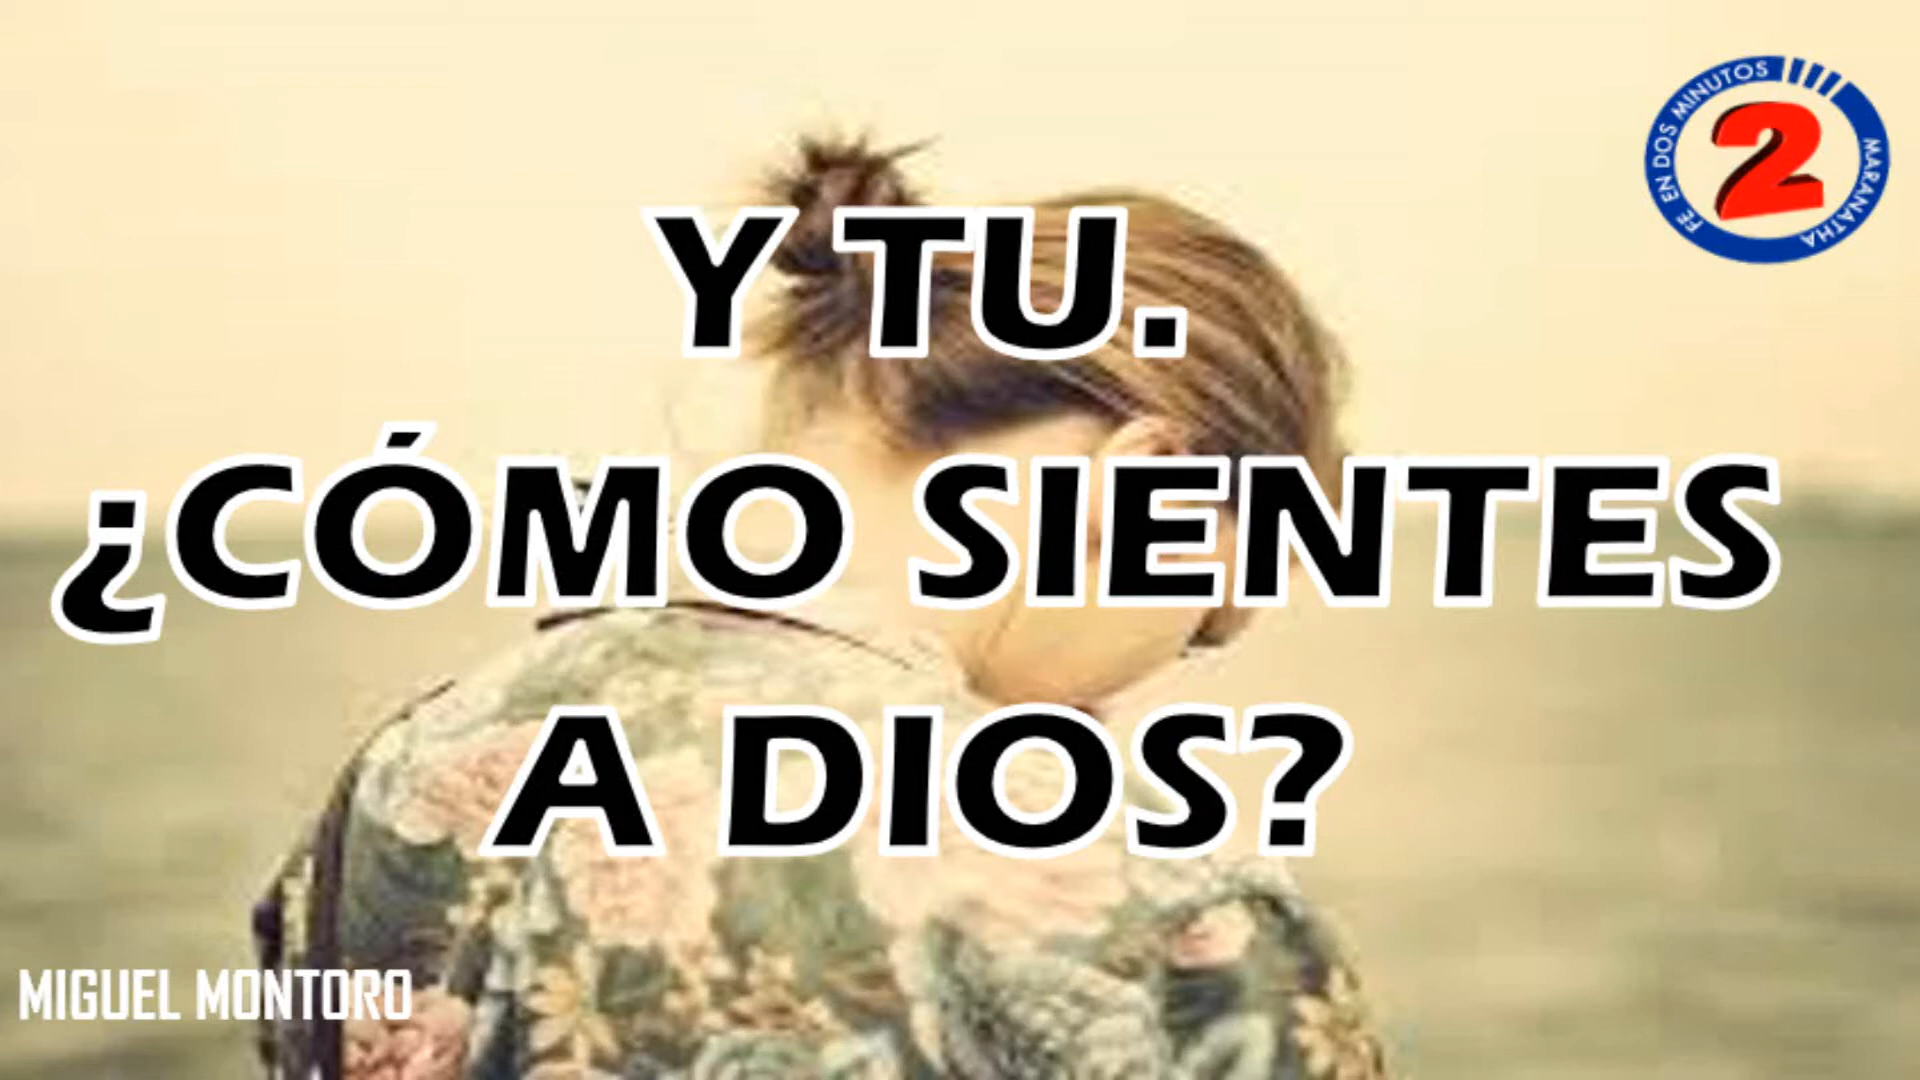 FE EN DOS MINUTOS
MARANATHA
2
Y TU.
¿CÓMO SIENTES
A DIOS?
MIGUEL MONTORO